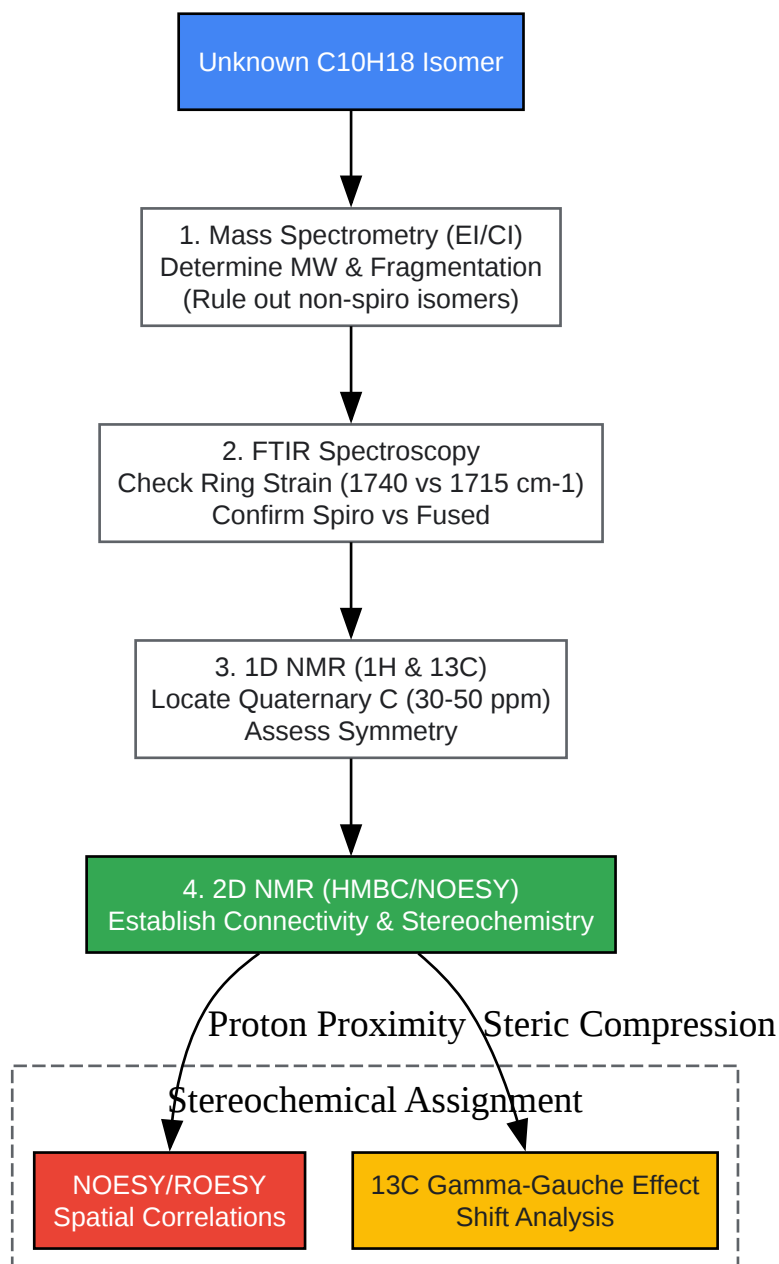 Unknown C10H18 Isomer
1. Mass Spectrometry (EI/CI)
Determine MW & Fragmentation
(Rule out non-spiro isomers)
2. FTIR Spectroscopy
Check Ring Strain (1740 vs 1715 cm-1)
Confirm Spiro vs Fused
3. 1D NMR (1H & 13C)
Locate Quaternary C (30-50 ppm)
Assess Symmetry
4. 2D NMR (HMBC/NOESY)
Establish Connectivity & Stereochemistry
Proton Proximity
Steric Compression
Stereochemical Assignment
NOESY/ROESY
Spatial Correlations
13C Gamma-Gauche Effect
Shift Analysis